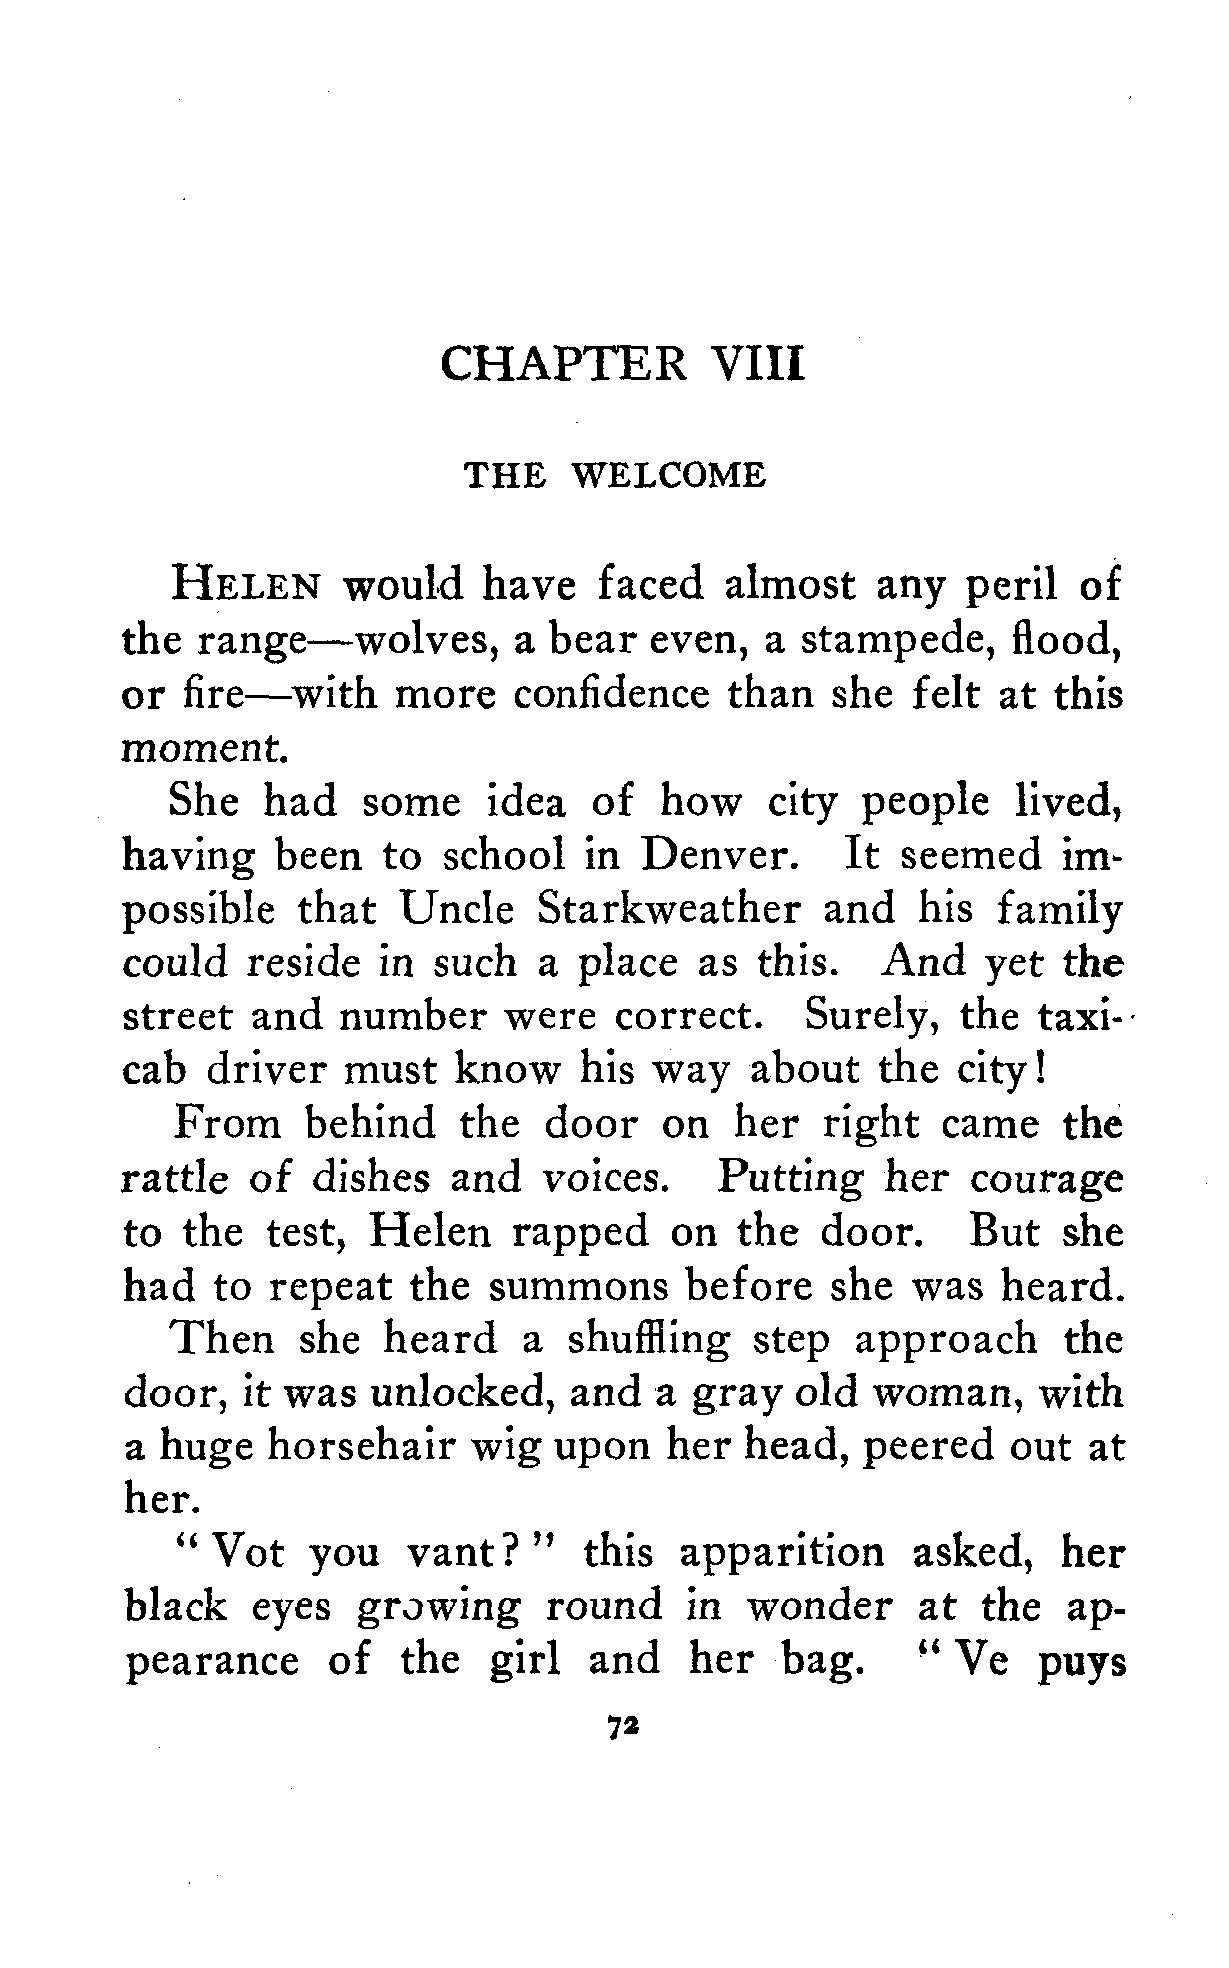 CHAPTER VIII
THE WELCOME
HELEN would have faced almost any peril of
the range—wolves, a bear even, a stampede, flood,
or fire—with more confidence than she felt at this
moment.
She had some idea of how city people lived,
having been to school in Denver. It seemed im-
possible that Uncle Starkweather and his family
could reside in such a place as this. And yet the
street and number were correct. Surely, the taxi-
cab driver must know his way about the city!
From behind the door on her right came the
rattle of dishes and voices. Putting her courage
to the test, Helen rapped on the door. But she
had to repeat the summons before she was heard.
Then she heard a shuffling step approach the
door, it was unlocked, and a gray old woman, with
a huge horsehair wig upon her head, peered out at
her.
"Vot you vant?" this apparition asked, her
black eyes growing round in wonder at the ap-
pearance of the girl and her bag. "Ve puys
72